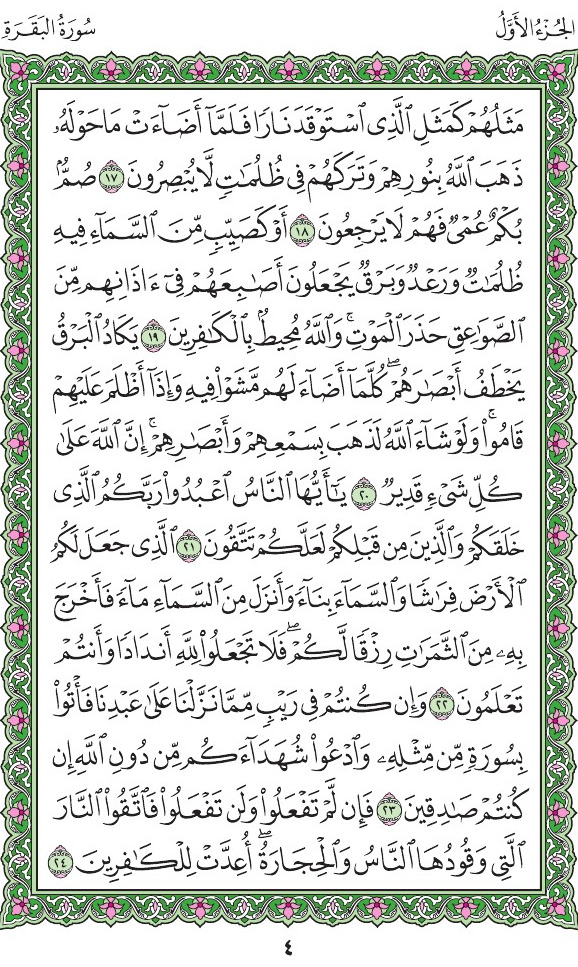 الجُزْءُ الأَوَّلُ
سُورَةُ البَقَرَةِ
مَثَلُهُمْ كَمَثَلِ ٱلَّذِى ٱسْتَوْقَدَ نَارًا فَلَمَّآ أَضَآءَتْ مَا حَوْلَهُۥ
ذَهَبَ ٱللَّهُ بِنُورِهِمْ وَتَرَكَهُمْ فِى ظُلُمَٰتٍ لَّا يُبْصِرُونَ ١٧ صُمٌّۢ
بُكْمٌ عُمْىٌ فَهُمْ لَا يَرْجِعُونَ ١٨ أَوْ كَصَيِّبٍ مِّنَ ٱلسَّمَآءِ فِيهِ
ظُلُمَٰتٌ وَرَعْدٌ وَبَرْقٌ يَجْعَلُونَ أَصَٰبِعَهُمْ فِىٓ ءَاذَانِهِم مِّنَ
ٱلصَّوَٰعِقِ حَذَرَ ٱلْمَوْتِ ۚ وَٱللَّهُ مُحِيطٌۢ بِٱلْكَٰفِرِينَ ١٩ يَكَادُ ٱلْبَرْقُ
يَخْطَفُ أَبْصَٰرَهُمْ ۖ كُلَّمَآ أَضَآءَ لَهُم مَّشَوْا۟ فِيهِ وَإِذَآ أَظْلَمَ عَلَيْهِمْ
قَامُوا۟ ۚ وَلَوْ شَآءَ ٱللَّهُ لَذَهَبَ بِسَمْعِهِمْ وَأَبْصَٰرِهِمْ ۚ إِنَّ ٱللَّهَ عَلَىٰ
كُلِّ شَىْءٍ قَدِيرٌ ٢٠ يَٰٓأَيُّهَا ٱلنَّاسُ ٱعْبُدُوا۟ رَبَّكُمُ ٱلَّذِى
خَلَقَكُمْ وَٱلَّذِينَ مِن قَبْلِكُمْ لَعَلَّكُمْ تَتَّقُونَ ٢١ ٱلَّذِى جَعَلَ لَكُمُ
ٱلْأَرْضَ فِرَٰشًا وَٱلسَّمَآءَ بِنَآءً وَأَنزَلَ مِنَ ٱلسَّمَآءِ مَآءً فَأَخْرَجَ
بِهِۦ مِنَ ٱلثَّمَرَٰتِ رِزْقًا لَّكُمْ ۖ فَلَا تَجْعَلُوا۟ لِلَّهِ أَندَادًا وَأَنتُمْ
تَعْلَمُونَ ٢٢ وَإِن كُنتُمْ فِى رَيْبٍ مِّمَّا نَزَّلْنَا عَلَىٰ عَبْدِنَا فَأْتُوا۟
بِسُورَةٍ مِّن مِّثْلِهِۦ وَٱدْعُوا۟ شُهَدَآءَكُم مِّن دُونِ ٱللَّهِ إِن
كُنتُمْ صَٰدِقِينَ ٢٣ فَإِن لَّمْ تَفْعَلُوا۟ وَلَن تَفْعَلُوا۟ فَٱتَّقُوا۟ ٱلنَّارَ
ٱلَّتِى وَقُودُهَا ٱلنَّاسُ وَٱلْحِجَارَةُ ۖ أُعِدَّتْ لِلْكَٰفِرِينَ ٢٤
٤